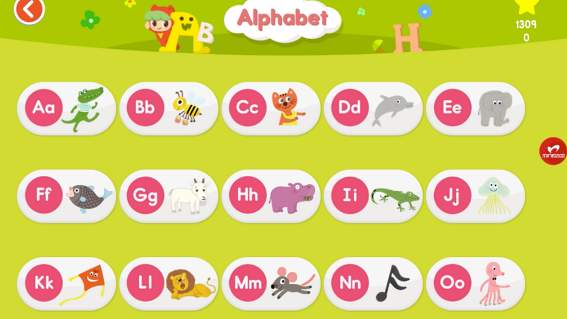 Alphabet
1309
0
Aa Bb Cc Dd Ee
Ff Gg Hh Ii Jj
Kk Ll Mm Nn Oo